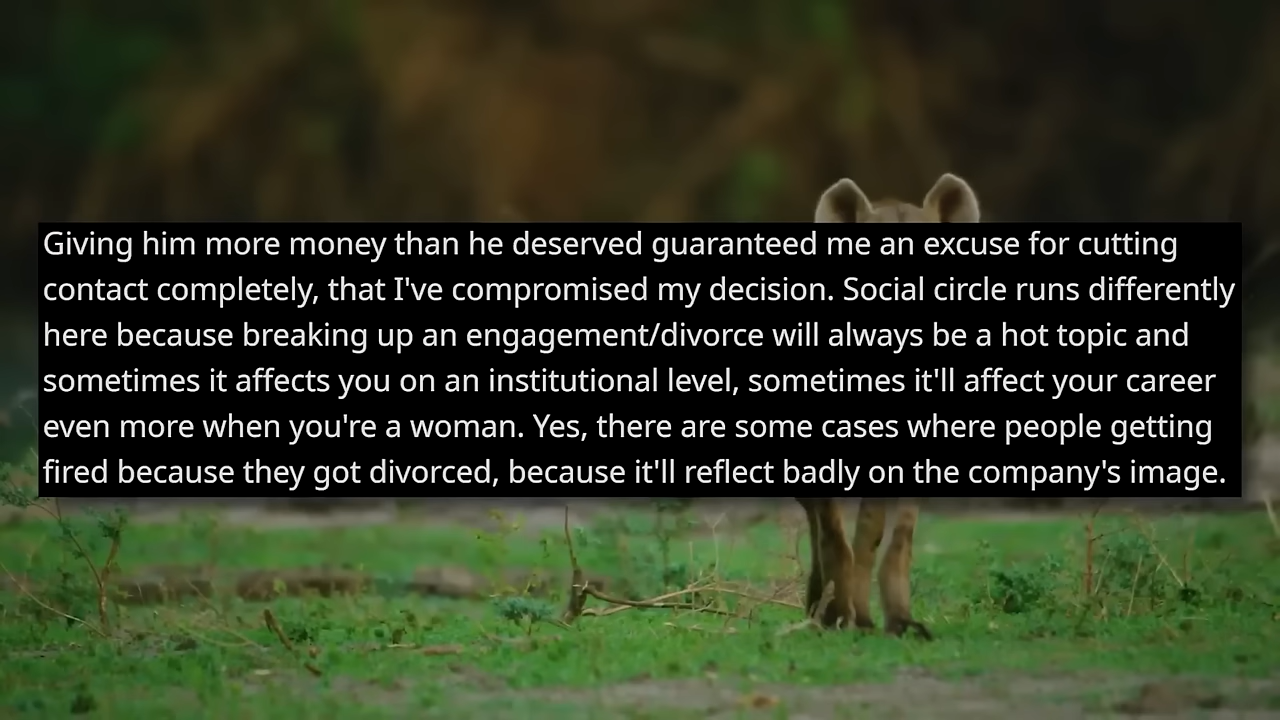 Giving him more money than he deserved guaranteed me an excuse for cutting
contact completely, that I've compromised my decision. Social circle runs differently
here because breaking up an engagement/divorce will always be a hot topic and
sometimes it affects you on an institutional level, sometimes it'll affect your career
even more when you're a woman. Yes, there are some cases where people getting
fired because they got divorced, because it'll reflect badly on the company's image.